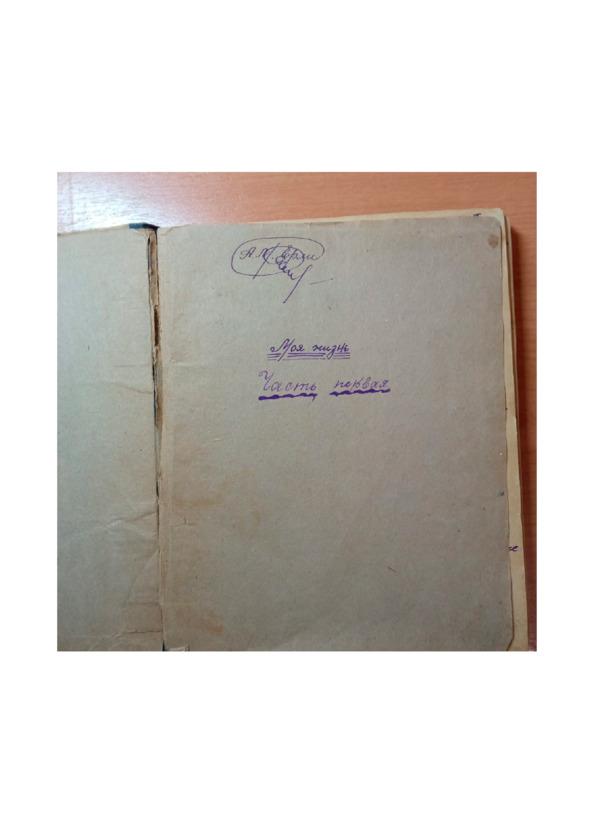 А.М.
Моя жизнь
Часть первая